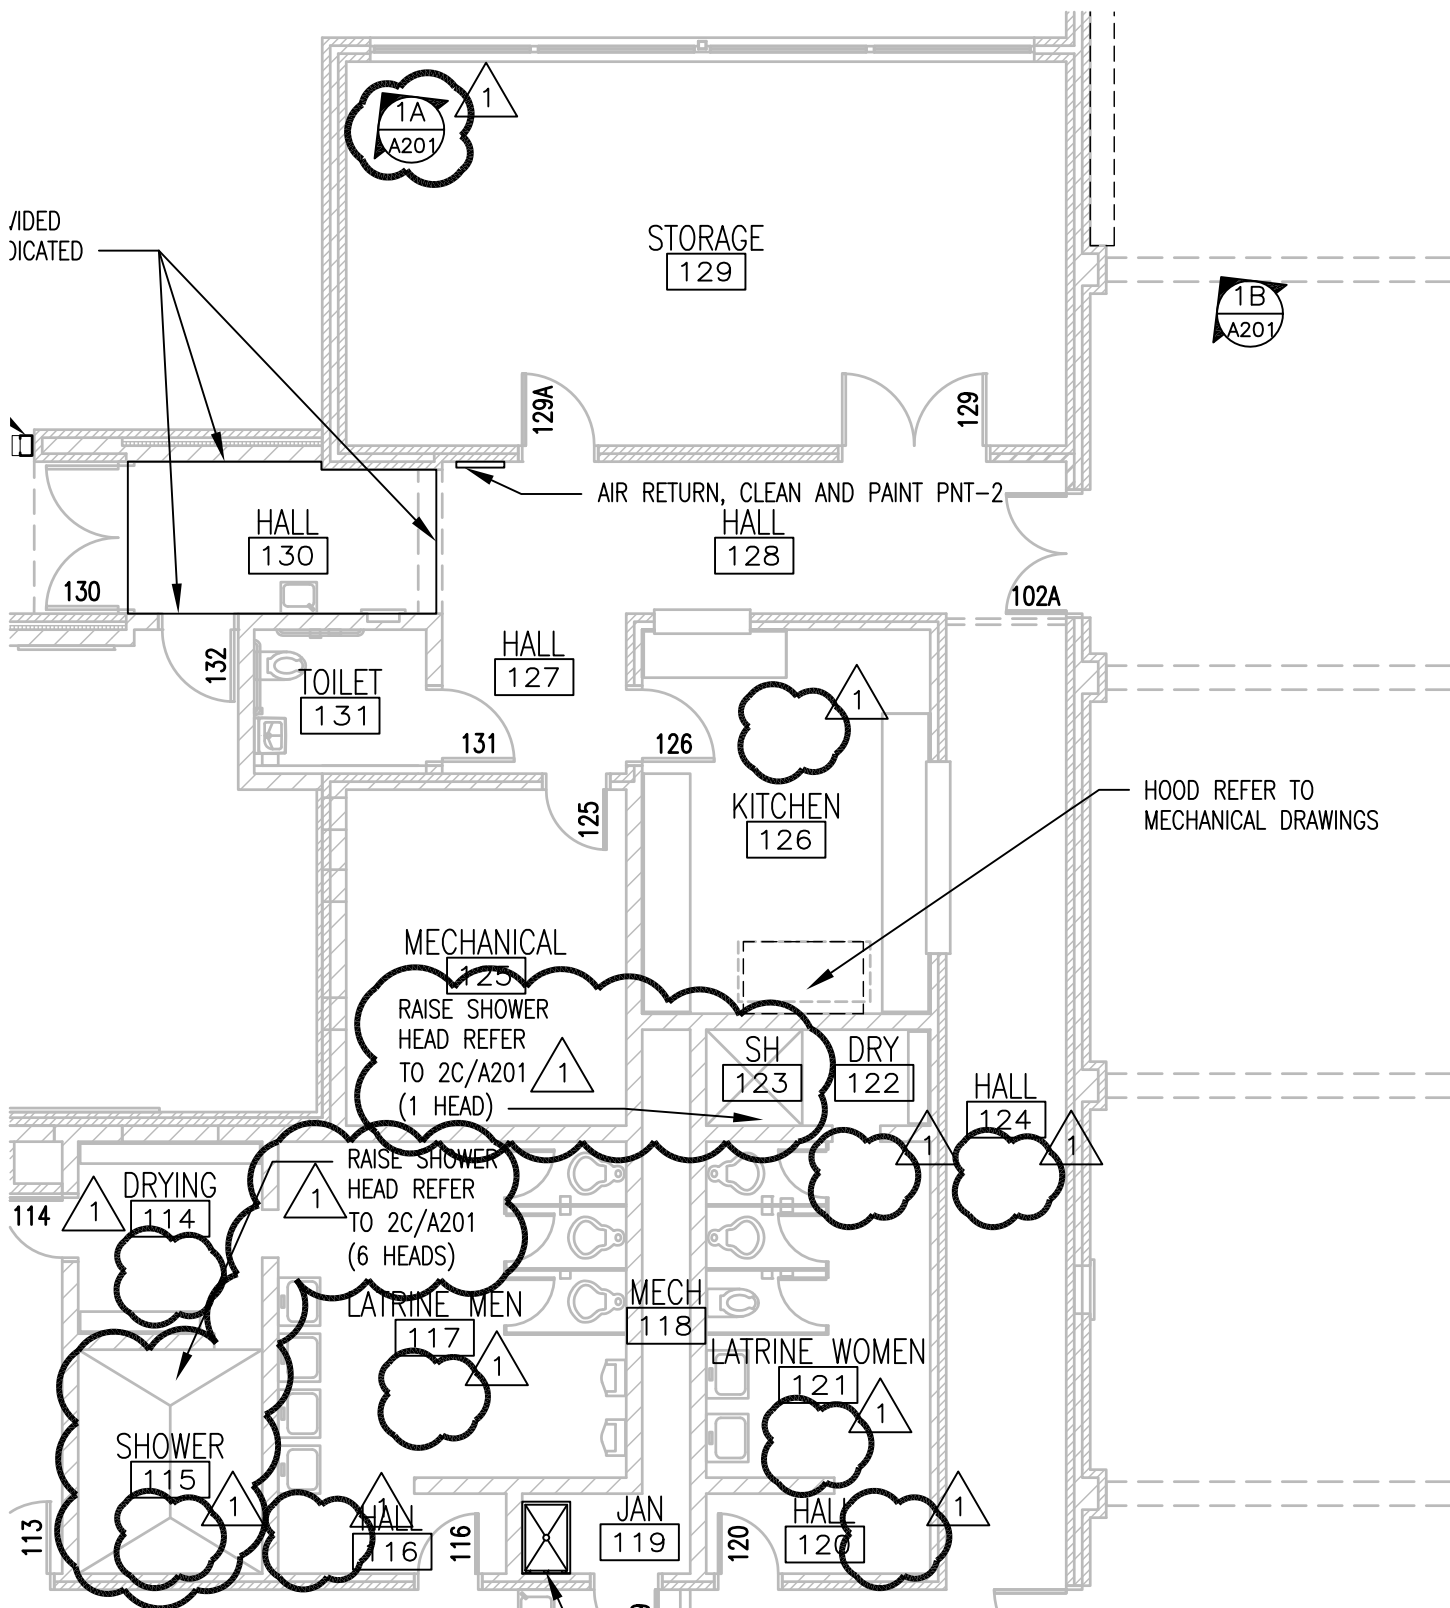 1A
A201
1
VIDED
DICATED
STORAGE
129
1B
A201
129A
129
AIR RETURN, CLEAN AND PAINT PNT-2
HALL
130
HALL
128
130
102A
132
HALL
127
TOILET
131
131
126
1
125
KITCHEN
126
HOOD REFER TO
MECHANICAL DRAWINGS
MECHANICAL
125
RAISE SHOWER
HEAD REFER
TO 2C/A201
(1 HEAD)
1
SH
123
DRY
122
HALL
124
1
1
RAISE SHOWER
HEAD REFER
TO 2C/A201
(6 HEADS)
1
DRYING
114
1
114
LATRINE MEN
117
1
MECH
118
LATRINE WOMEN
121
1
SHOWER
115
1
113
HALL
116
1
116
JAN
119
120
HALL
120
1